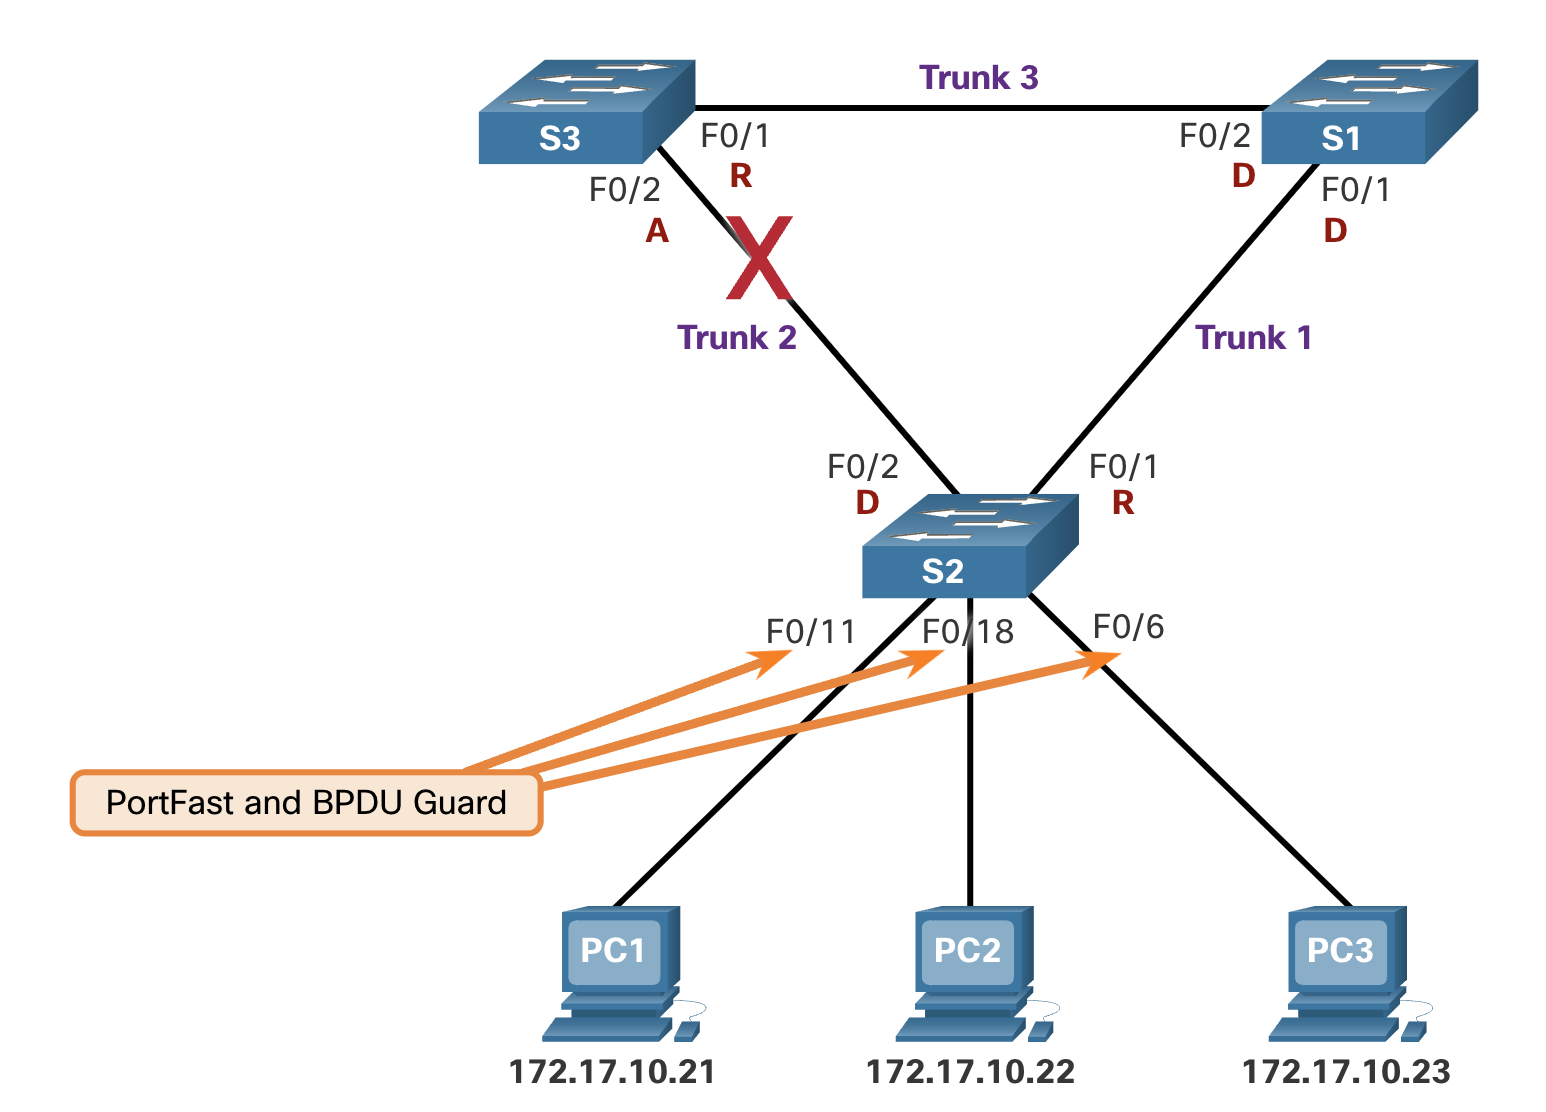 Trunk 3
S3
F0/1
F0/2
S1
R
D
F0/2
F0/1
A
D
Trunk 2
Trunk 1
F0/2
F0/1
D
R
S2
F0/11
F0/18
F0/6
PortFast and BPDU Guard
PC1
PC2
PC3
172.17.10.21
172.17.10.22
172.17.10.23